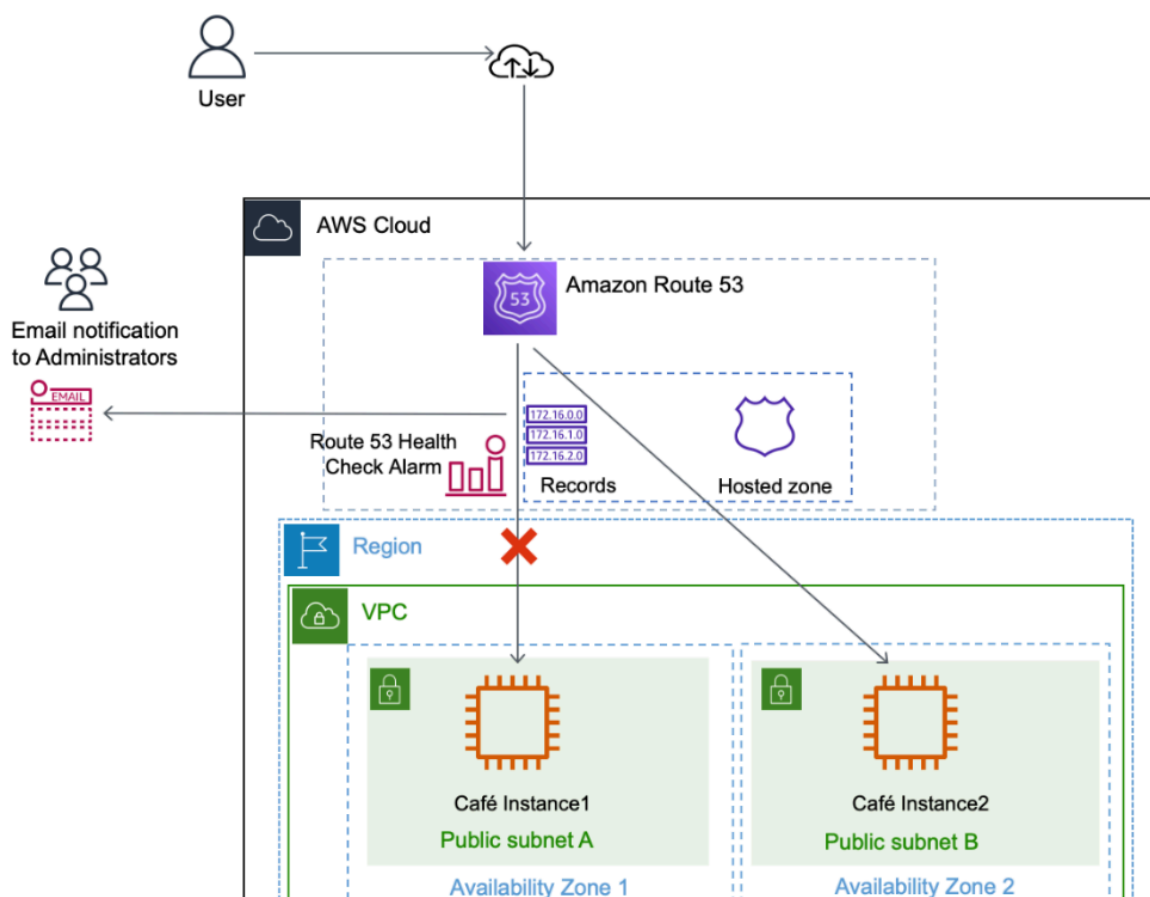 User
AWS Cloud
53
Amazon Route 53
Email notification
to Administrators
EMAIL
172.16.0.0
172.16.1.0
172.16.2.0
Route 53 Health
Check Alarm
Records
Hosted zone
Region
VPC
Café Instance1
Public subnet A
Availability Zone 1
Café Instance2
Public subnet B
Availability Zone 2